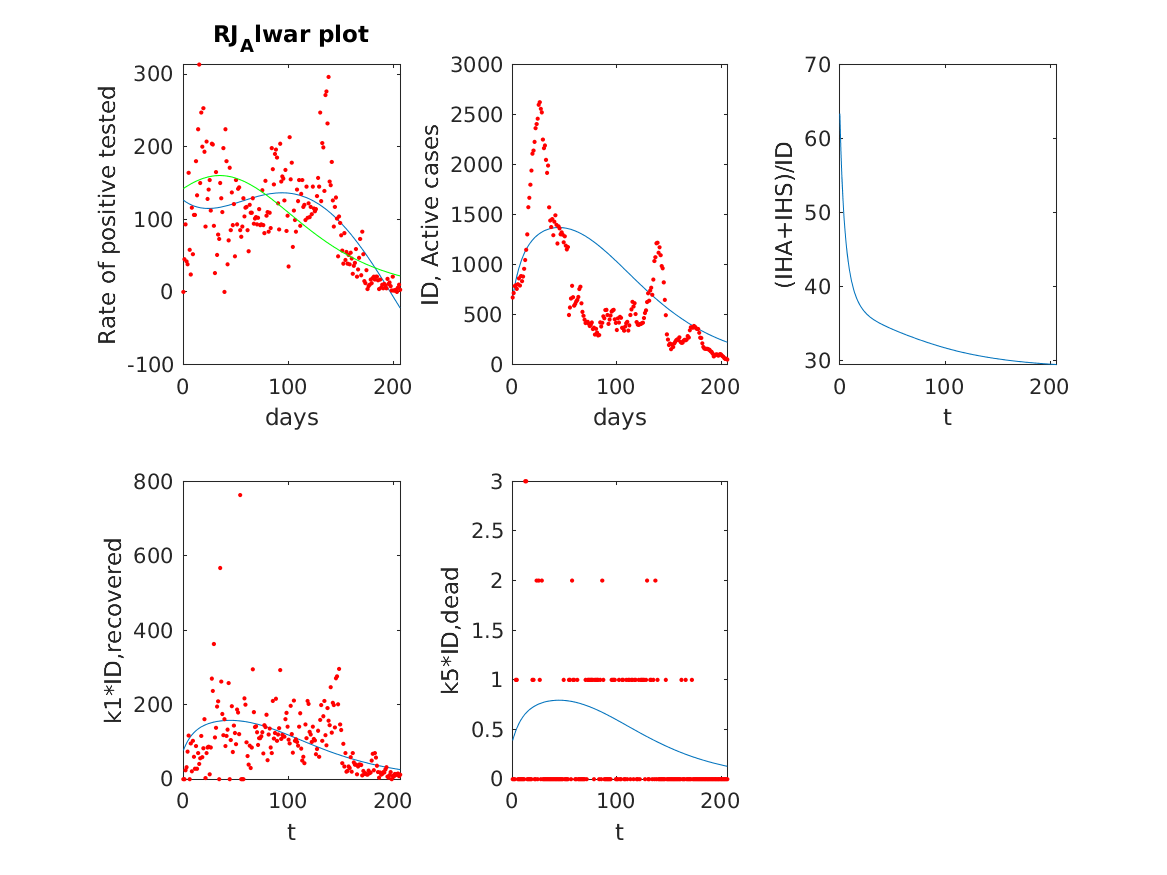 RJ_Alwar plot
Rate of positive tested
300
200
100
0
-100
0 100 200
days
ID, Active cases
3000
2500
2000
1500
1000
500
0
0 100 200
days
(IHA+IHS)/ID
70
60
50
40
30
0 100 200
t
k1*ID,recovered
800
600
400
200
0
0 100 200
t
k5*ID,dead
3
2.5
2
1.5
1
0.5
0
0 100 200
t